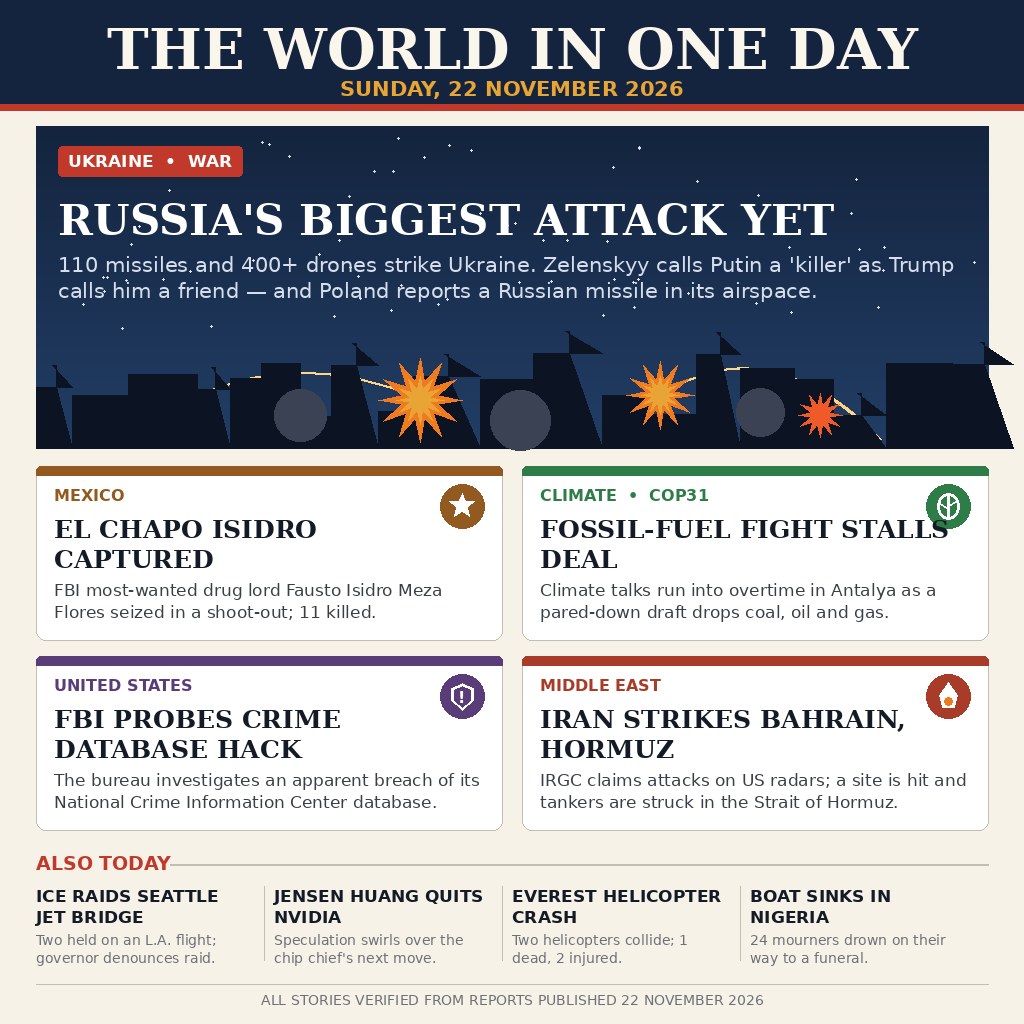 THE WORLD IN ONE DAY
SUNDAY, 22 NOVEMBER 2026
UKRAINE • WAR
RUSSIA'S BIGGEST ATTACK YET
110 missiles and 400+ drones strike Ukraine. Zelenskyy calls Putin a 'killer' as Trump
calls him a friend — and Poland reports a Russian missile in its airspace.
MEXICO
EL CHAPO ISIDRO
CAPTURED
FBI most-wanted drug lord Fausto Isidro Meza
Flores seized in a shoot-out; 11 killed.
CLIMATE • COP31
FOSSIL-FUEL FIGHT STALLS
DEAL
Climate talks run into overtime in Antalya as a
pared-down draft drops coal, oil and gas.
UNITED STATES
FBI PROBES CRIME
DATABASE HACK
The bureau investigates an apparent breach of its
National Crime Information Center database.
MIDDLE EAST
IRAN STRIKES BAHRAIN,
HORMUZ
IRGC claims attacks on US radars; a site is hit and
tankers are struck in the Strait of Hormuz.
ALSO TODAY
ICE RAIDS SEATTLE
JET BRIDGE
Two held on an L.A. flight;
governor denounces raid.
JENSEN HUANG QUITS
NVIDIA
Speculation swirls over the
chip chief's next move.
EVEREST HELICOPTER
CRASH
Two helicopters collide; 1
dead, 2 injured.
BOAT SINKS IN
NIGERIA
24 mourners drown on their
way to a funeral.
ALL STORIES VERIFIED FROM REPORTS PUBLISHED 22 NOVEMBER 2026